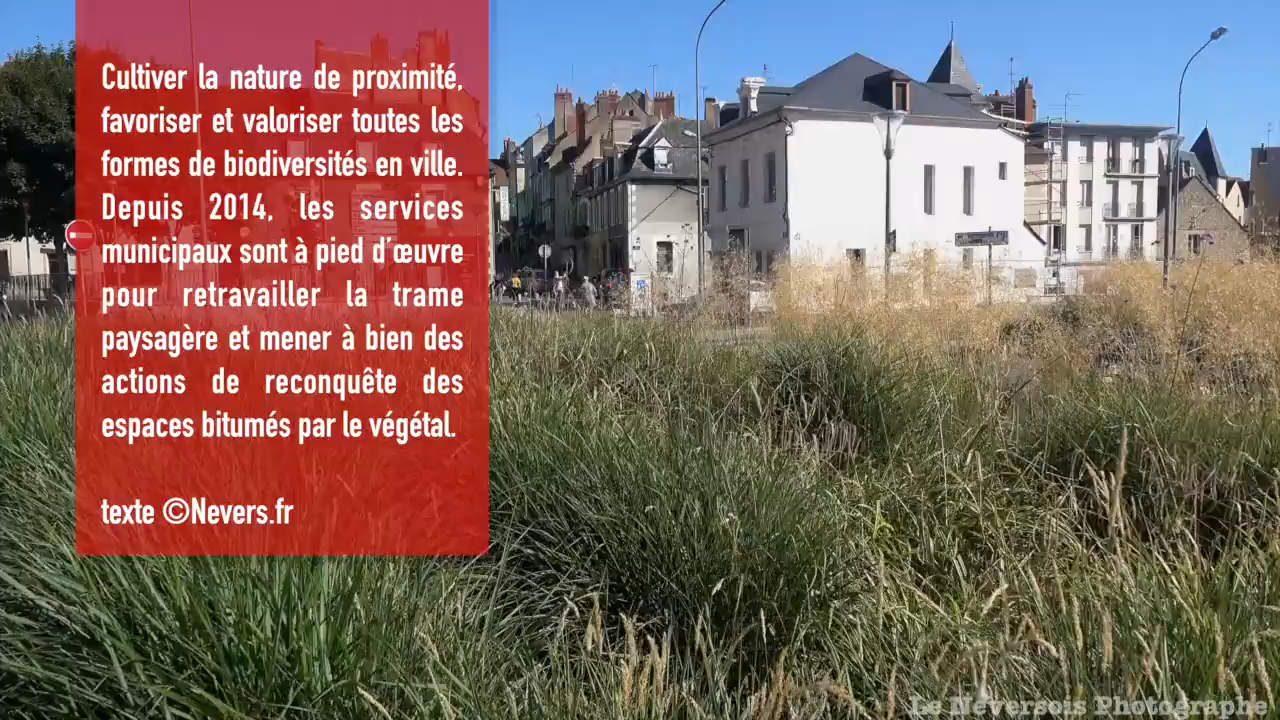 Cultiver la nature de proximité,
favoriser et valoriser toutes les
formes de biodiversités en ville.
Depuis 2014, les services
municipaux sont à pied d’œuvre
pour retravailler la trame
paysagère et mener à bien des
actions de reconquête des
espaces bitumés par le végétal.
texte ©Nevers.fr
Le Neversois Photographe